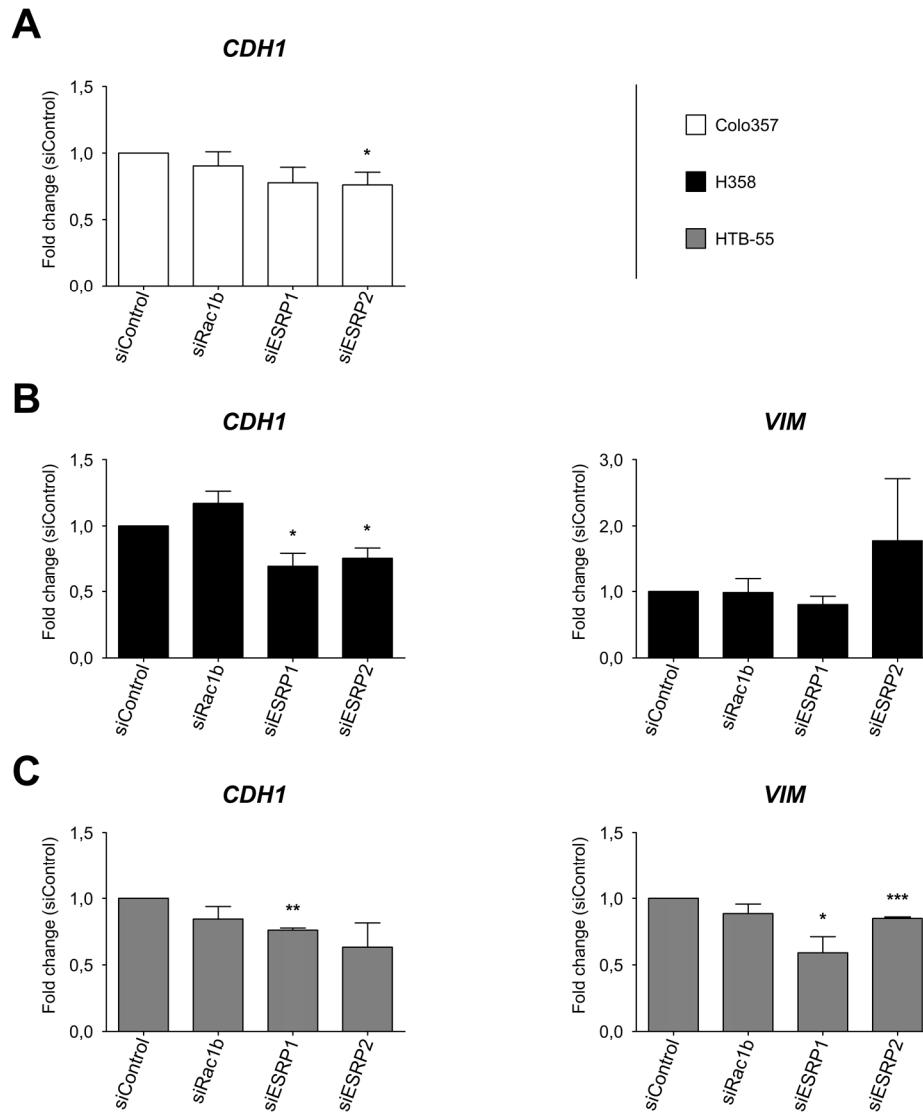 A
CDH1
Fold change (siControl)
1,5
1,0
0,5
0,0
*
siControl
siRac1b
siESRP1
siESRP2
Colo357
H358
HTB-55
B
CDH1
Fold change (siControl)
1,5
1,0
0,5
0,0
*
*
siControl
siRac1b
siESRP1
siESRP2
VIM
Fold change (siControl)
3,0
2,0
1,0
0,0
siControl
siRac1b
siESRP1
siESRP2
C
CDH1
Fold change (siControl)
1,5
1,0
0,5
0,0
**
siControl
siRac1b
siESRP1
siESRP2
VIM
Fold change (siControl)
1,5
1,0
0,5
0,0
*
***
siControl
siRac1b
siESRP1
siESRP2